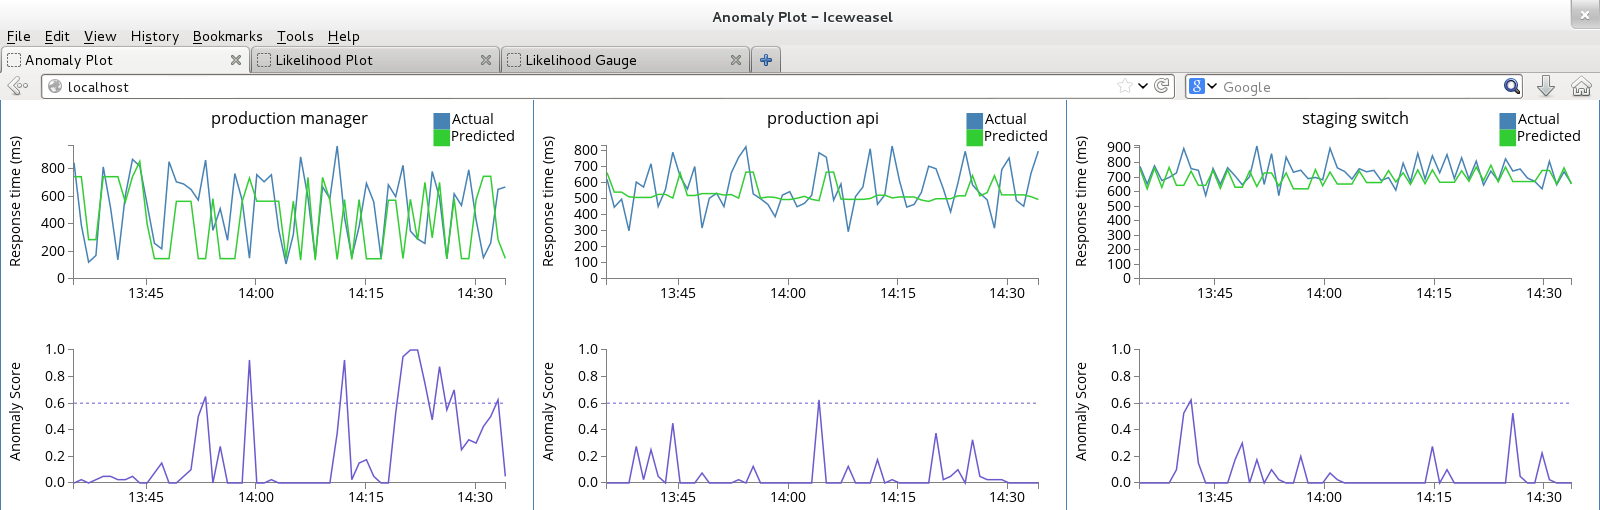 Anomaly Plot – Iceweasel
File Edit View History Bookmarks Tools Help
Anomaly Plot
Likelihood Plot
Likelihood Gauge
localhost
Google
production manager
Actual
Predicted
Response time (ms)
800
600
400
200
0
13:45 14:00 14:15 14:30
Anomaly Score
1.0
0.8
0.6
0.4
0.2
0.0
13:45 14:00 14:15 14:30
production api
Actual
Predicted
Response time (ms)
800
700
600
500
400
300
200
100
0
13:45 14:00 14:15 14:30
Anomaly Score
1.0
0.8
0.6
0.4
0.2
0.0
13:45 14:00 14:15 14:30
staging switch
Actual
Predicted
Response time (ms)
900
800
700
600
500
400
300
200
100
0
13:45 14:00 14:15 14:30
Anomaly Score
1.0
0.8
0.6
0.4
0.2
0.0
13:45 14:00 14:15 14:30